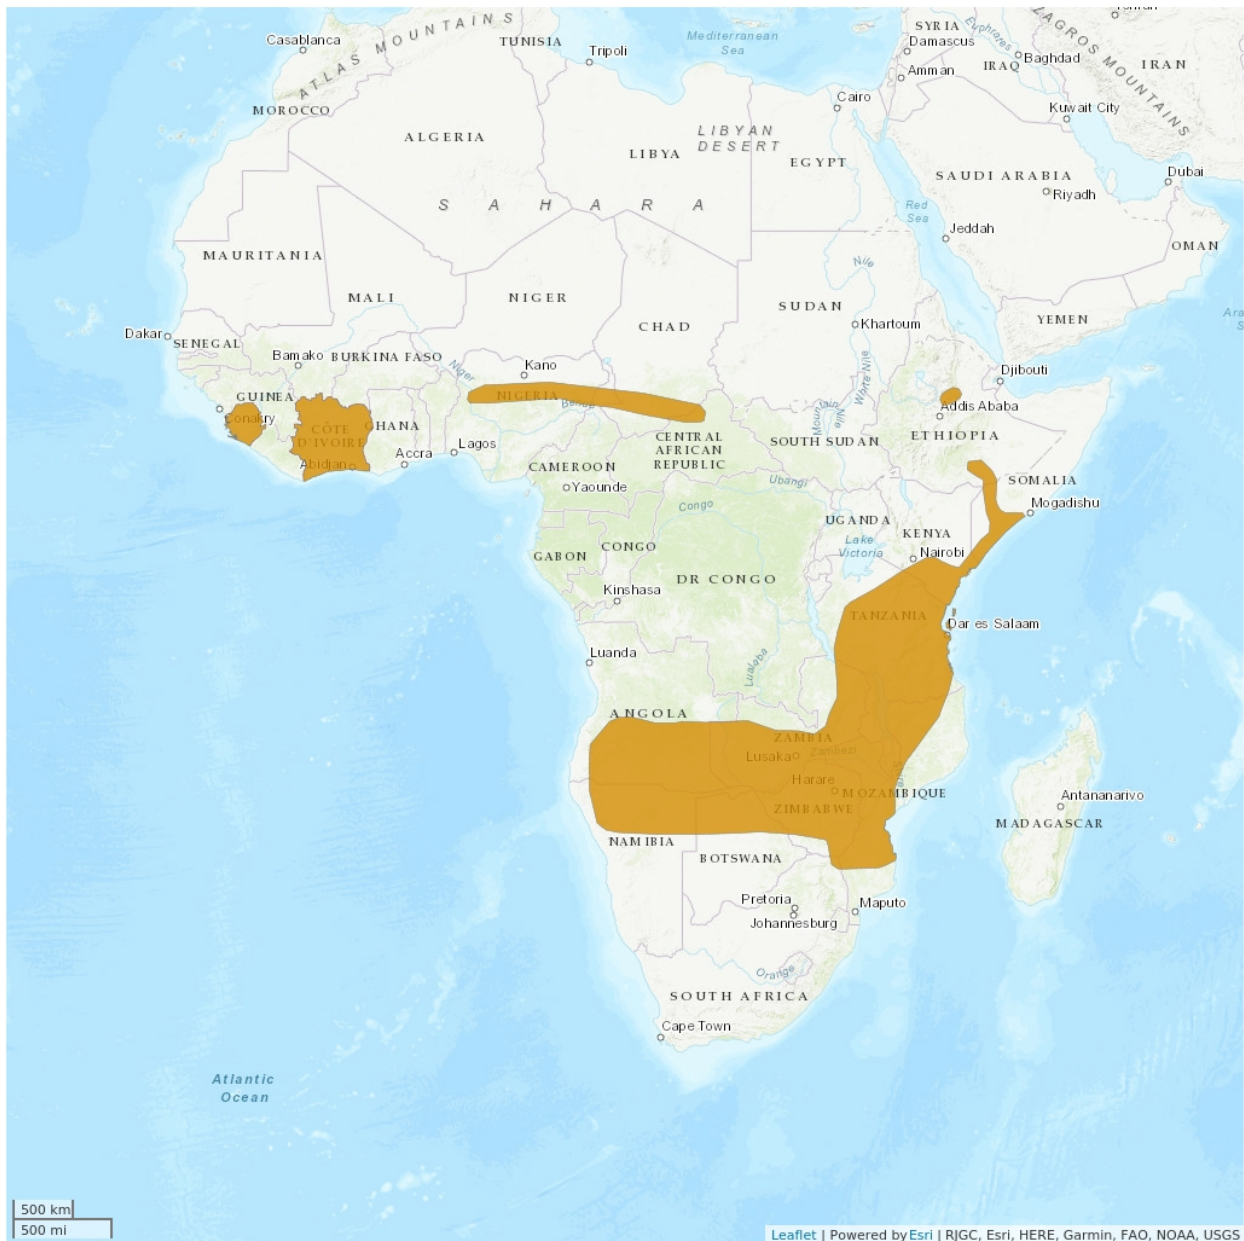 Casablanca
ATLAS MOUNTAINS
TUNISIA
Tripoli
Mediterranean
Sea
SYRIA
Damascus
Euphrates
Baghdad
IRAQ
Amman
ZAGROS MOUNTAINS
IRAN
Cairo
Kuwait City
MOROCCO
ALGERIA
LIBYA
LIBYAN
DESERT
EGYPT
SAUDI ARABIA
Riyadh
Dubai
SAHARA
Red
Sea
Jeddah
OMAN
MAURITANIA
MALI
NIGER
CHAD
SUDAN
Nile
Khartoum
YEMEN
Dakar
SENEGAL
Bamako
BURKINA FASO
Niger
Kano
White Nile
Djibouti
GUINEA
Conakry
CÔTE
D'IVOIRE
GHANA
NIGERIA
Benue
Mountain
Nile
Addis Ababa
ETHIOPIA
Abidjan
Accra
Lagos
CENTRAL
AFRICAN
REPUBLIC
SOUTH SUDAN
CAMEROON
Yaounde
Ubangi
SOMALIA
Mogadishu
Congo
UGANDA
KENYA
Lake
Victoria
Nairobi
GABON
CONGO
DR CONGO
Kinshasa
TANZANIA
Dar es Salaam
Luanda
Lualaba
ANGOLA
ZAMBIA
Lusaka
Zambezi
Harare
MOZAMBIQUE
ZIMBABWE
Antananarivo
MADAGASCAR
NAMIBIA
BOTSWANA
Pretoria
Johannesburg
Maputo
Orange
SOUTH AFRICA
Cape Town
Atlantic
Ocean
500 km
500 mi
Leaflet | Powered by Esri | RJGC, Esri, HERE, Garmin, FAO, NOAA, USGS